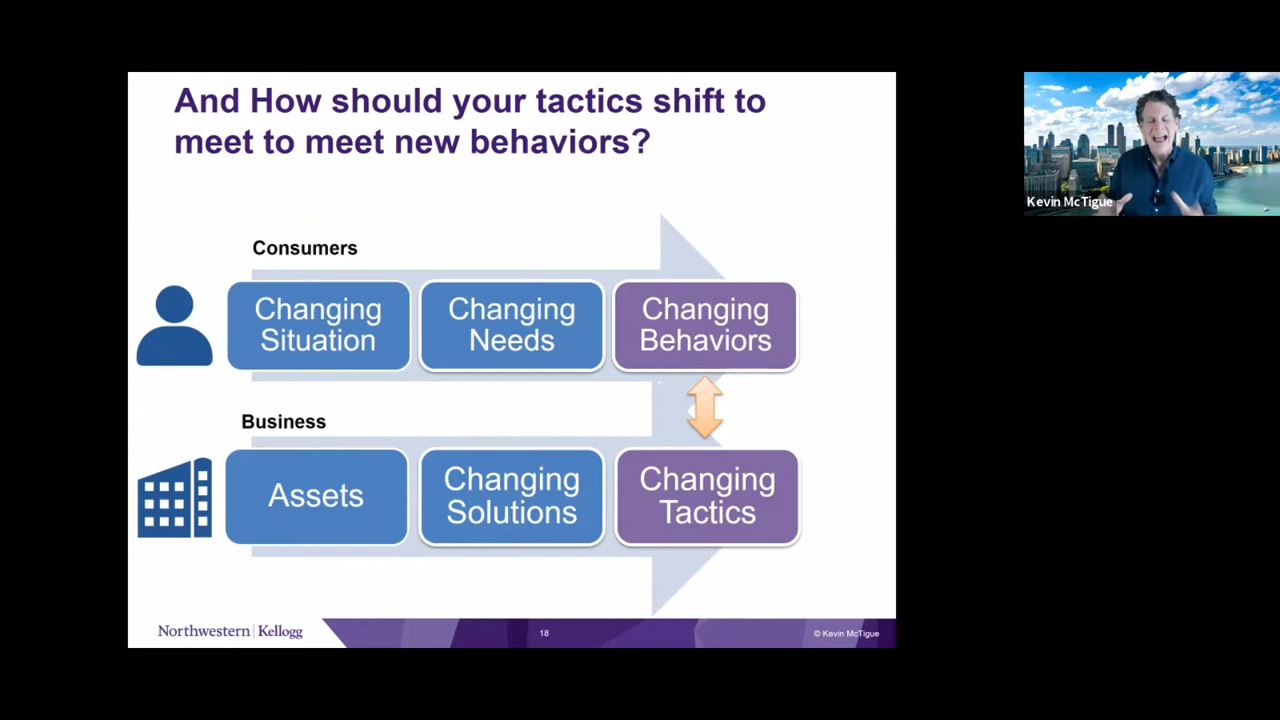 And How should your tactics shift to
meet to meet new behaviors?
Consumers
Changing
Situation
Changing
Needs
Changing
Behaviors
Business
Assets
Changing
Solutions
Changing
Tactics
Northwestern | Kellogg
18
© Kevin McTigue
Kevin McTigue